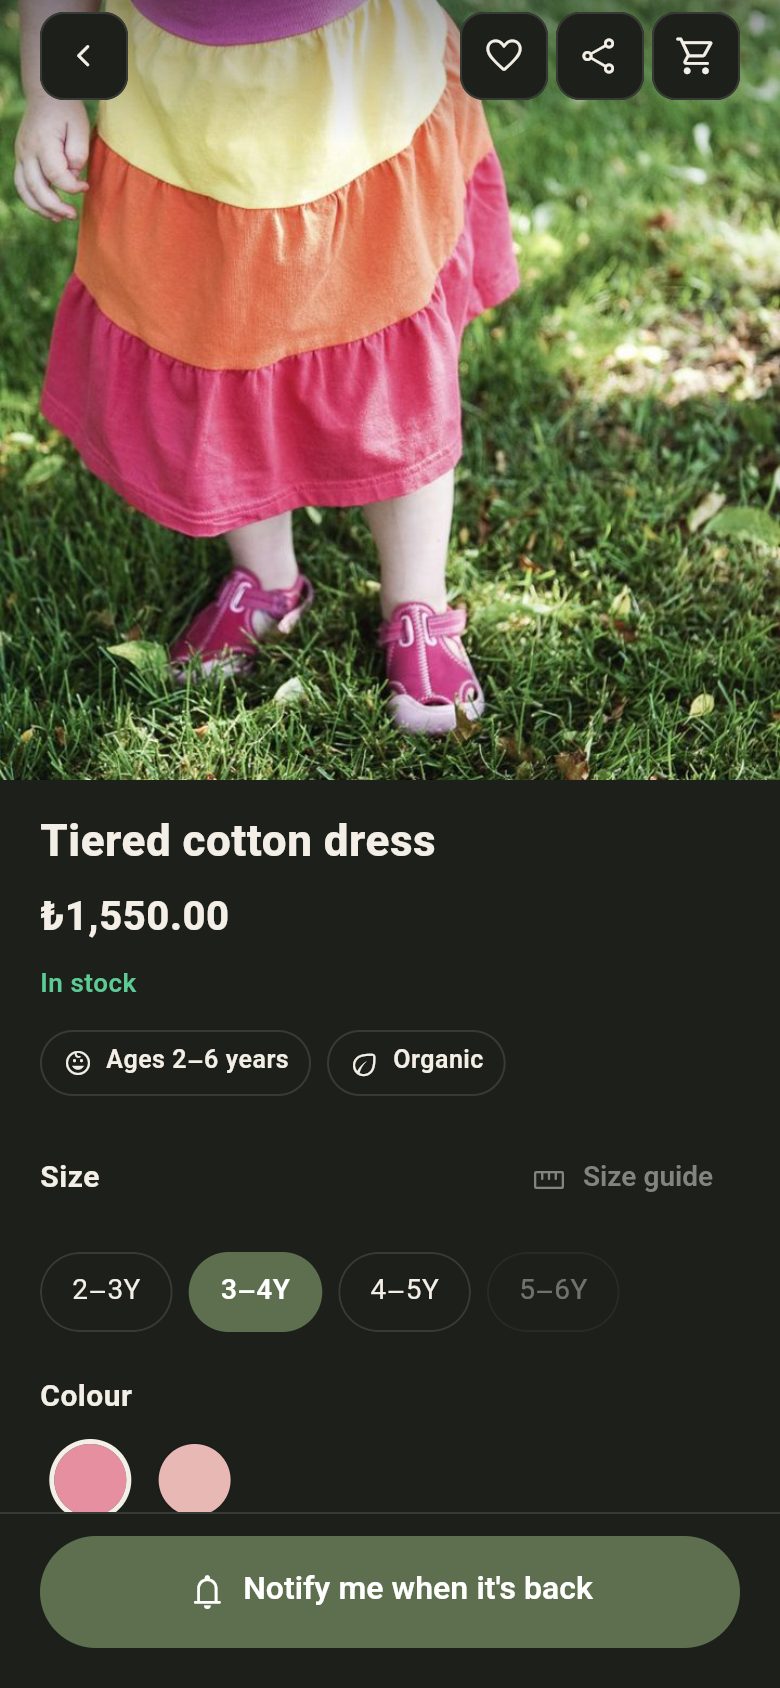 Tiered cotton dress
₺1,550.00
In stock
Ages 2–6 years
Organic
Size
Size guide
2–3Y
3–4Y
4–5Y
5–6Y
Colour
Notify me when it's back